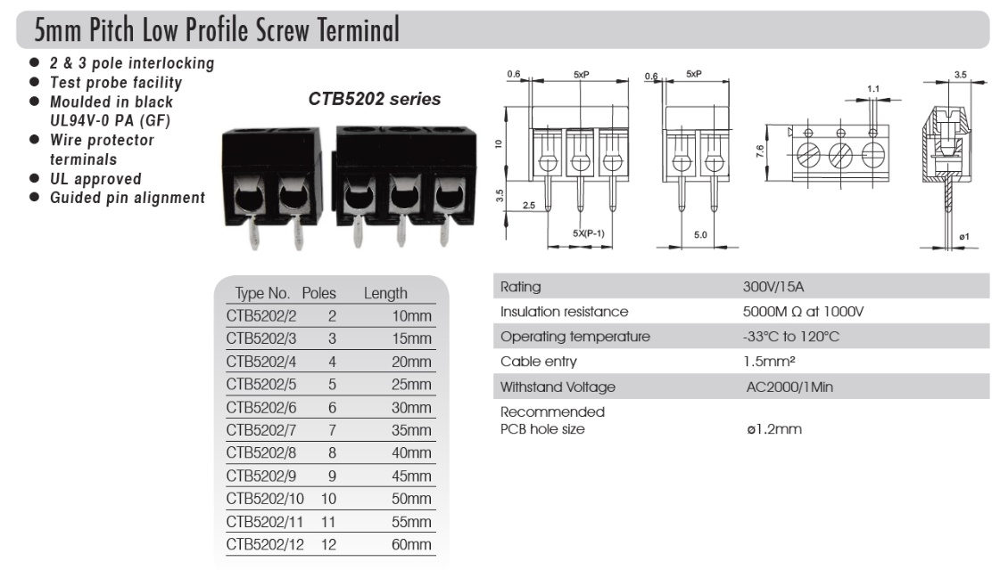 5mm Pitch Low Profile Screw Terminal
2 & 3 pole interlocking
Test probe facility
Moulded in black
UL94V-0 PA (GF)
Wire protector
terminals
UL approved
Guided pin alignment
CTB5202 series
0.6
5xP
0.6
5xP
1.1
3.5
10
3.5
2.5
5X(P-1)
5.0
7.6
ø1
Type No. Poles Length
CTB5202/2 2 10mm
CTB5202/3 3 15mm
CTB5202/4 4 20mm
CTB5202/5 5 25mm
CTB5202/6 6 30mm
CTB5202/7 7 35mm
CTB5202/8 8 40mm
CTB5202/9 9 45mm
CTB5202/10 10 50mm
CTB5202/11 11 55mm
CTB5202/12 12 60mm
Rating 300V/15A
Insulation resistance 5000M Ω at 1000V
Operating temperature -33°C to 120°C
Cable entry 1.5mm²
Withstand Voltage AC2000/1Min
Recommended
PCB hole size ø1.2mm